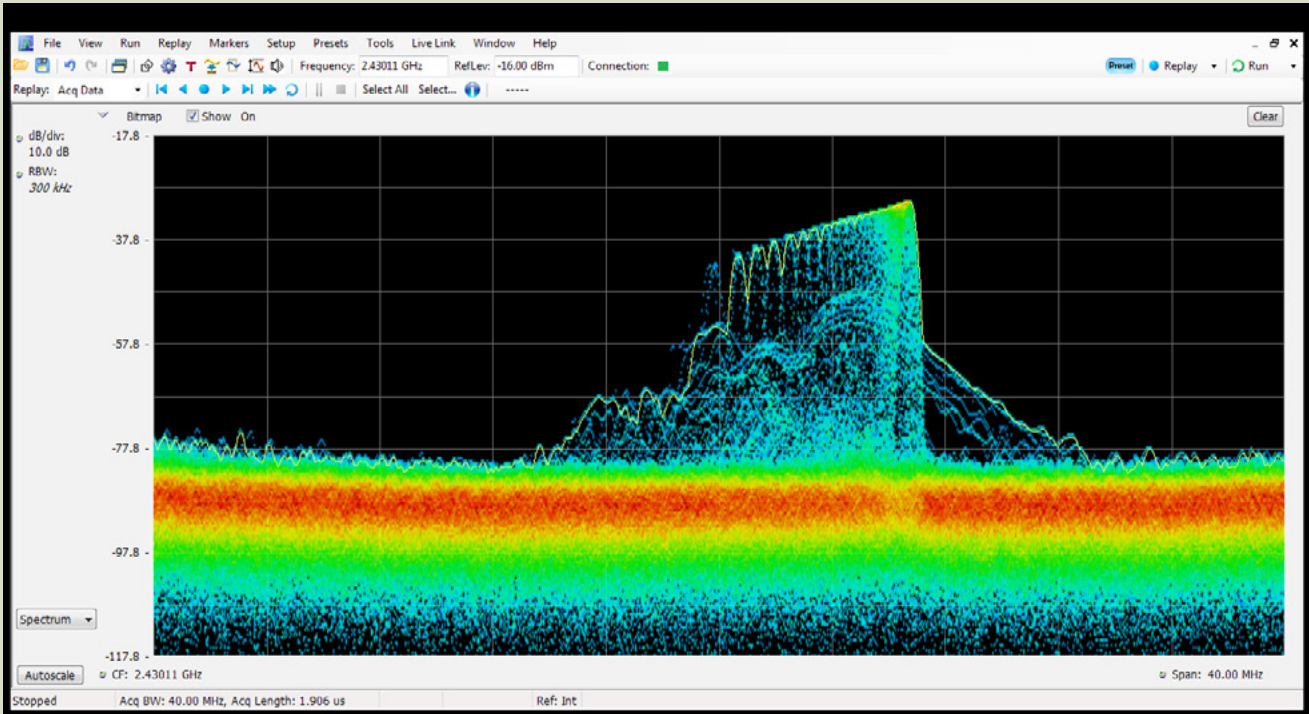 File View Run Replay Markers Setup Presets Tools Live Link Window Help
T Frequency: 2.43011 GHz RefLev: -16.00 dBm Connection: Preset Replay Run
Replay: Acq Data Select All Select... -----
Bitmap Show On Clear
dB/div:
10.0 dB
RBW:
300 kHz
-17.8
-37.8
-57.8
-77.8
-97.8
-117.8
Spectrum
Autoscale CF: 2.43011 GHz Span: 40.00 MHz
Stopped Acq BW: 40.00 MHz, Acq Length: 1.906 us Ref: Int